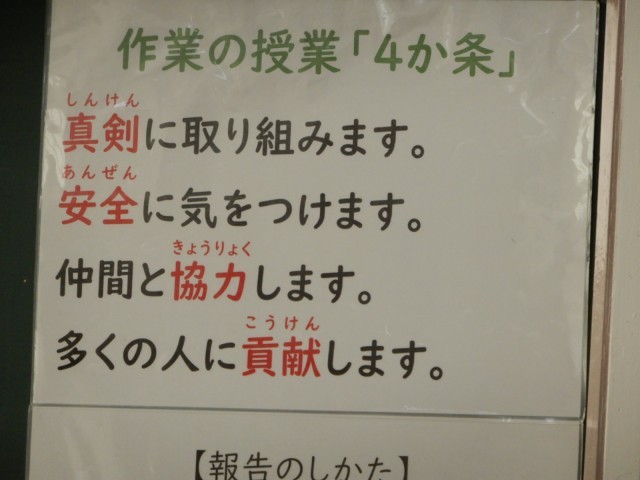 作業の授業「4か条」
しんけん
真剣に取り組みます。
あんぜん
安全に気をつけます。
きょうりょく
仲間と協力します。
こうけん
多くの人に貢献します。
【報告のしかた】